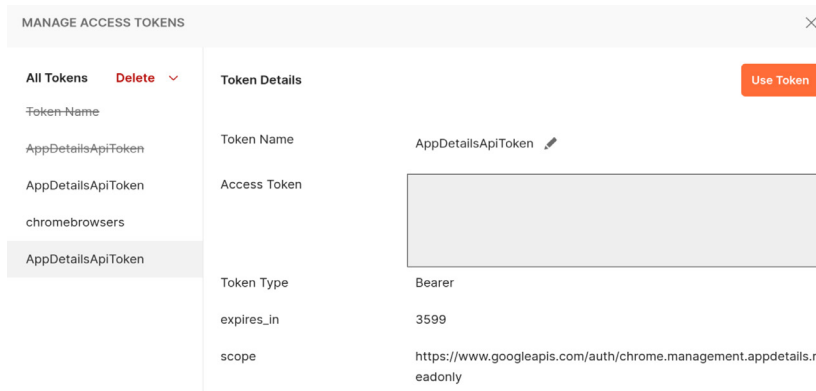 MANAGE ACCESS TOKENS
All Tokens Delete
Token Name
AppDetailsApiToken
AppDetailsApiToken
chromebrowsers
AppDetailsApiToken
Token Details
Use Token
Token Name AppDetailsApiToken
Access Token
Token Type Bearer
expires_in 3599
scope https://www.googleapis.com/auth/chrome.management.appdetails.r
eadonly